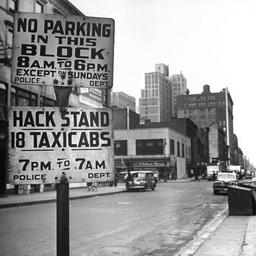 NO PARKING
IN THIS
BLOCK
8AM TO 6PM
EXCEPT ON SUNDAYS
POLICE DEPT
HACK STAND
18 TAXICABS
7PM. TO 7AM.
POLICE DEPT.